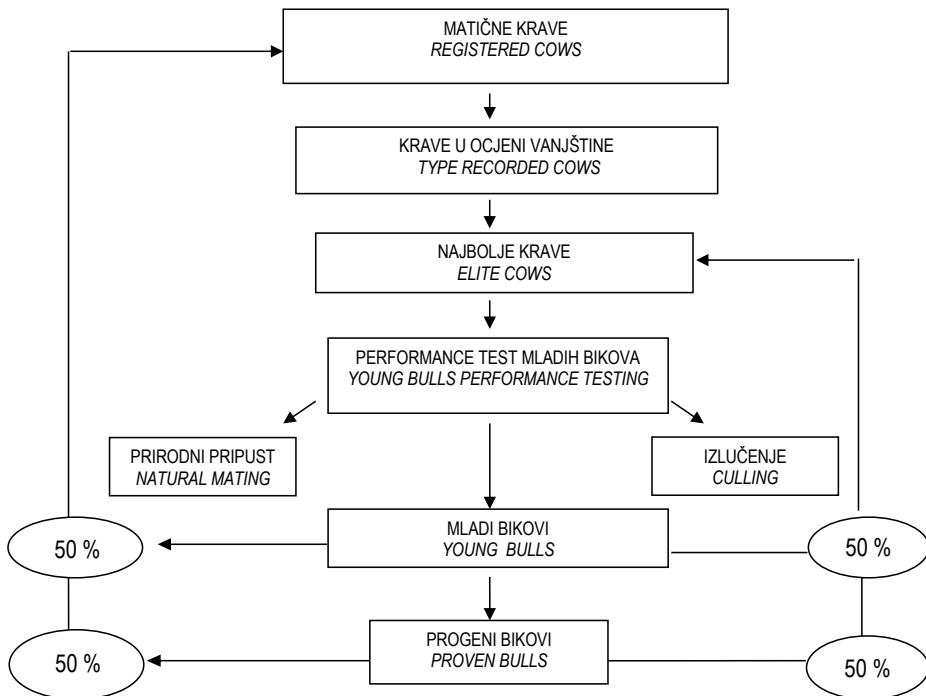 MATIČNE KRAVE
REGISTERED COWS
KRAVE U OCJENI VANJŠTINE
TYPE RECORDED COWS
NAJBOLJE KRAVE
ELITE COWS
PERFORMANCE TEST MLADIH BIKOVA
YOUNG BULLS PERFORMANCE TESTING
PRIRODNI PRIPUST
NATURAL MATING
IZLUČENJE
CULLING
50 %
MLADI BIKOVI
YOUNG BULLS
50 %
50 %
PROGENI BIKOVI
PROVEN BULLS
50 %